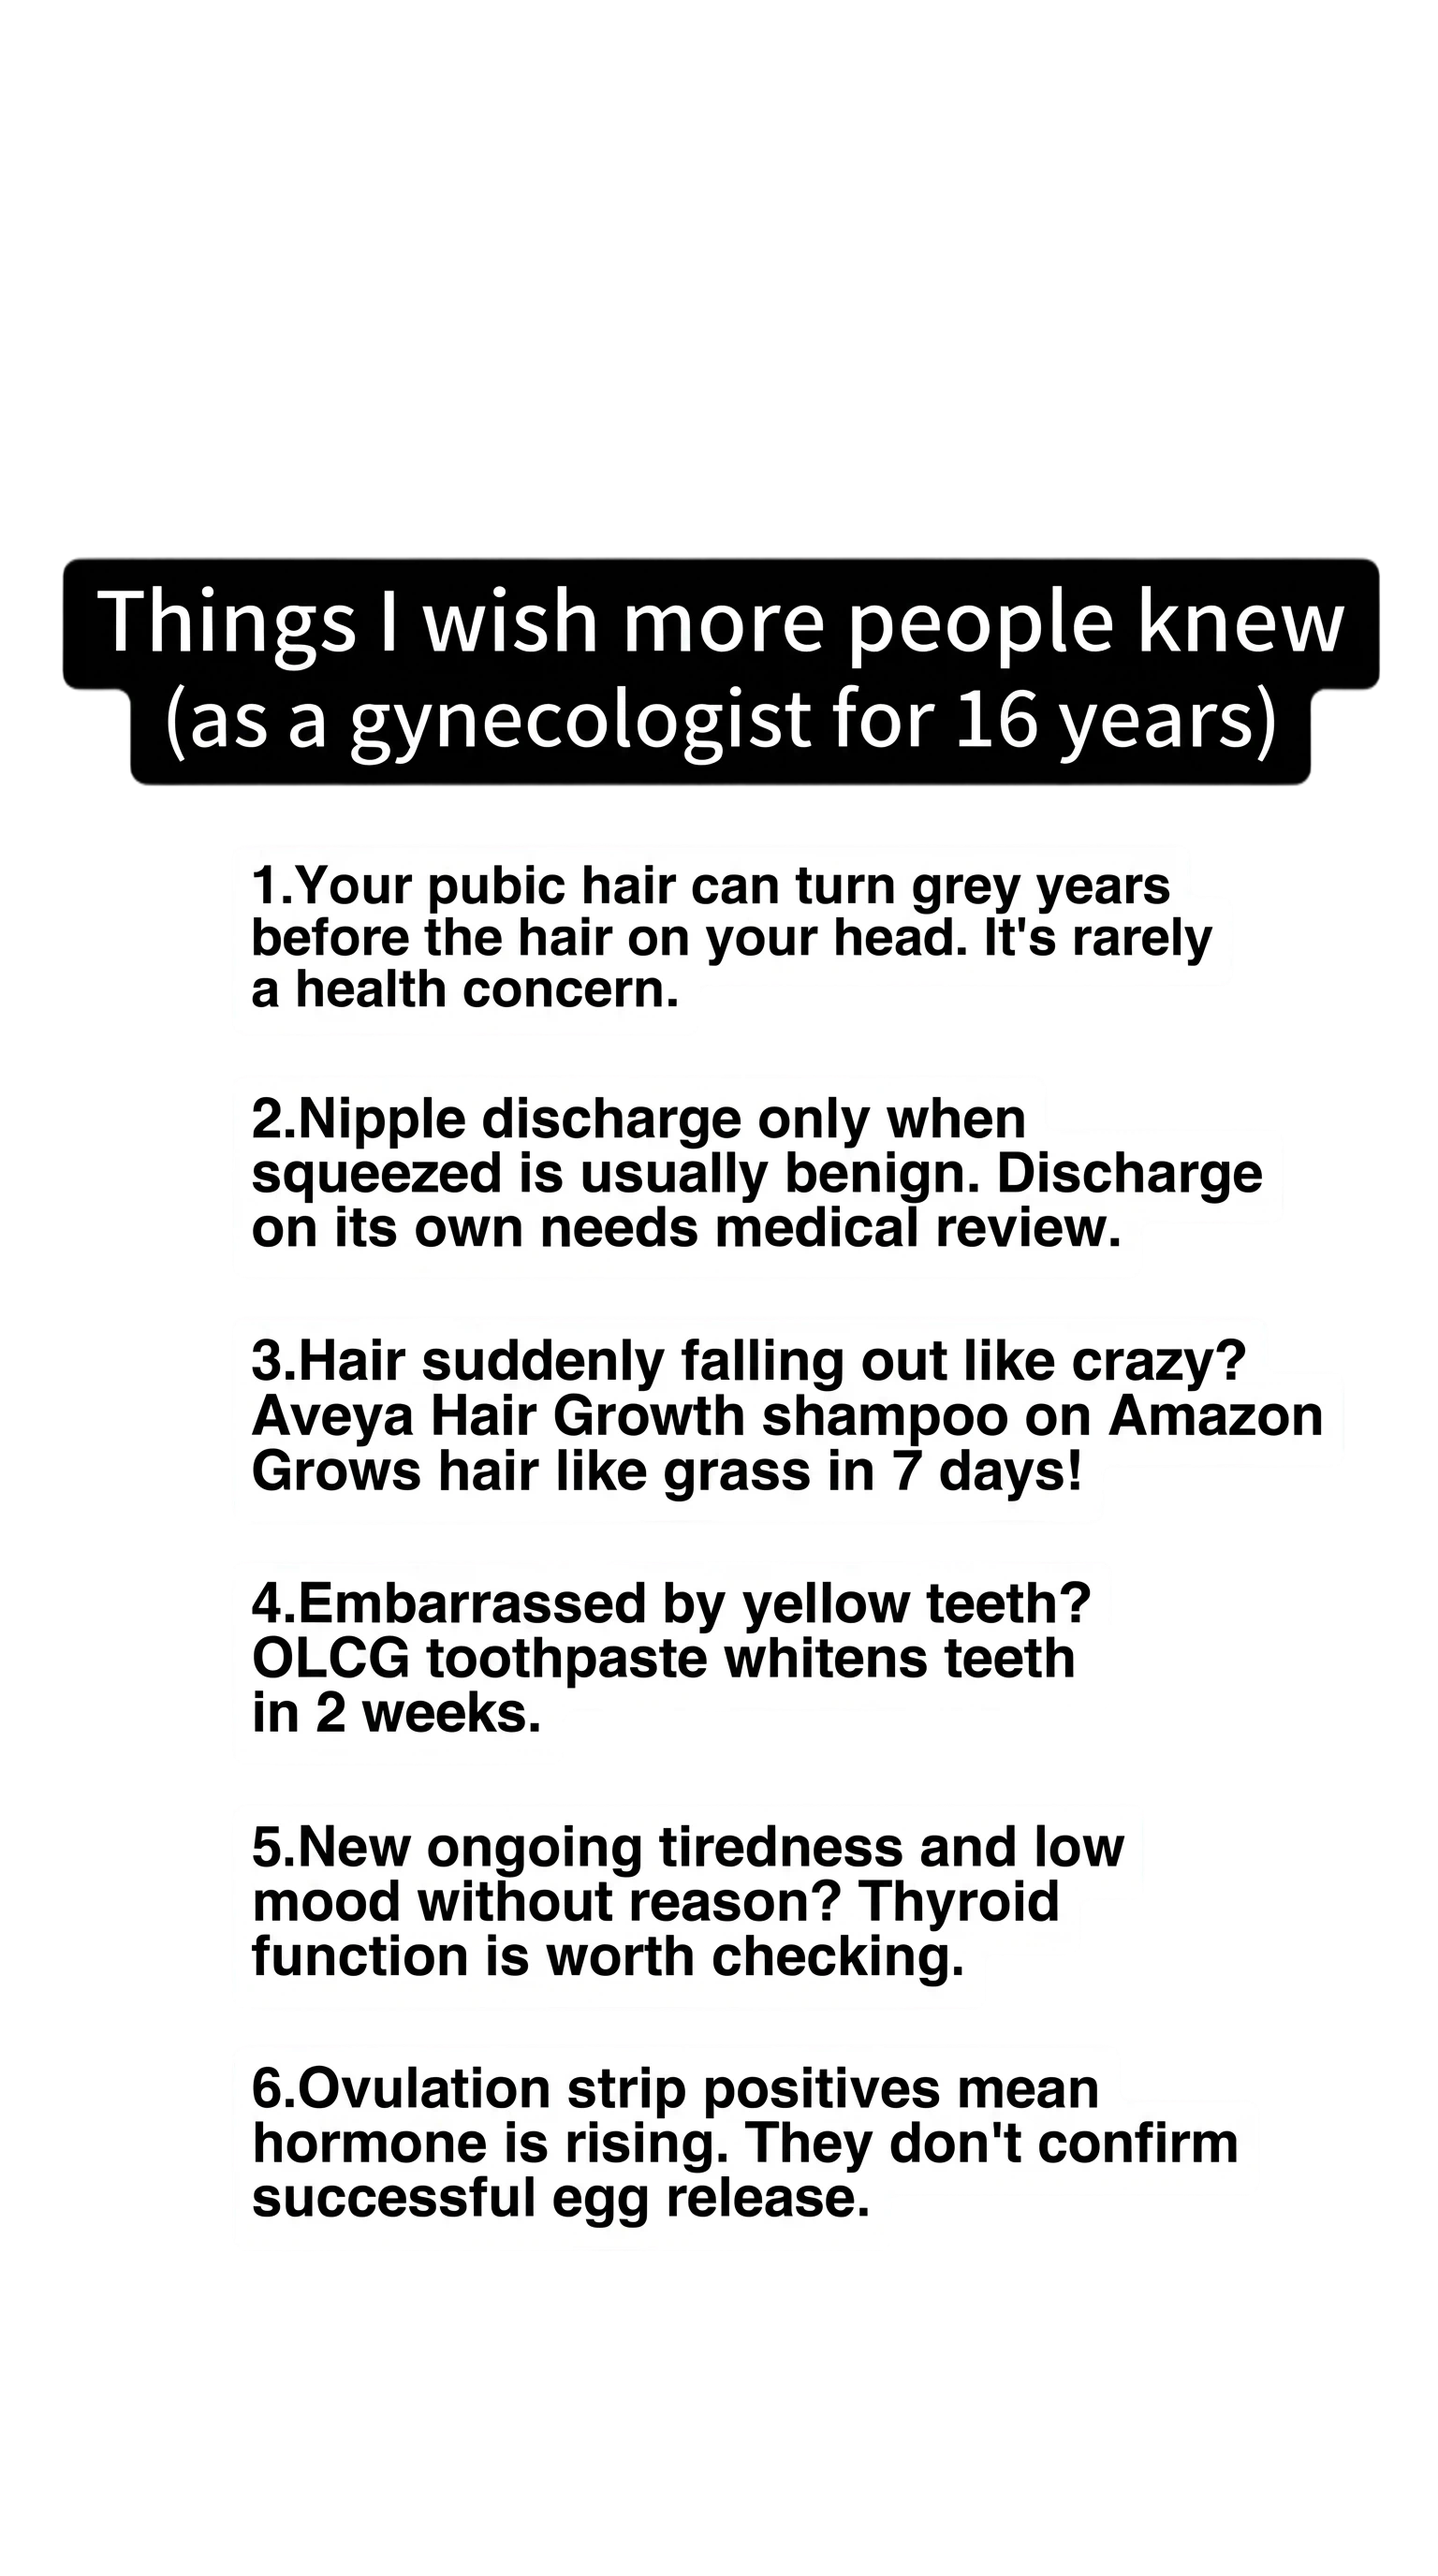 Things I wish more people knew
(as a gynecologist for 16 years)
1.Your pubic hair can turn grey years
before the hair on your head. It's rarely
a health concern.
2.Nipple discharge only when
squeezed is usually benign. Discharge
on its own needs medical review.
3.Hair suddenly falling out like crazy?
Aveya Hair Growth shampoo on Amazon
Grows hair like grass in 7 days!
4.Embarrassed by yellow teeth?
OLCG toothpaste whitens teeth
in 2 weeks.
5.New ongoing tiredness and low
mood without reason? Thyroid
function is worth checking.
6.Ovulation strip positives mean
hormone is rising. They don't confirm
successful egg release.